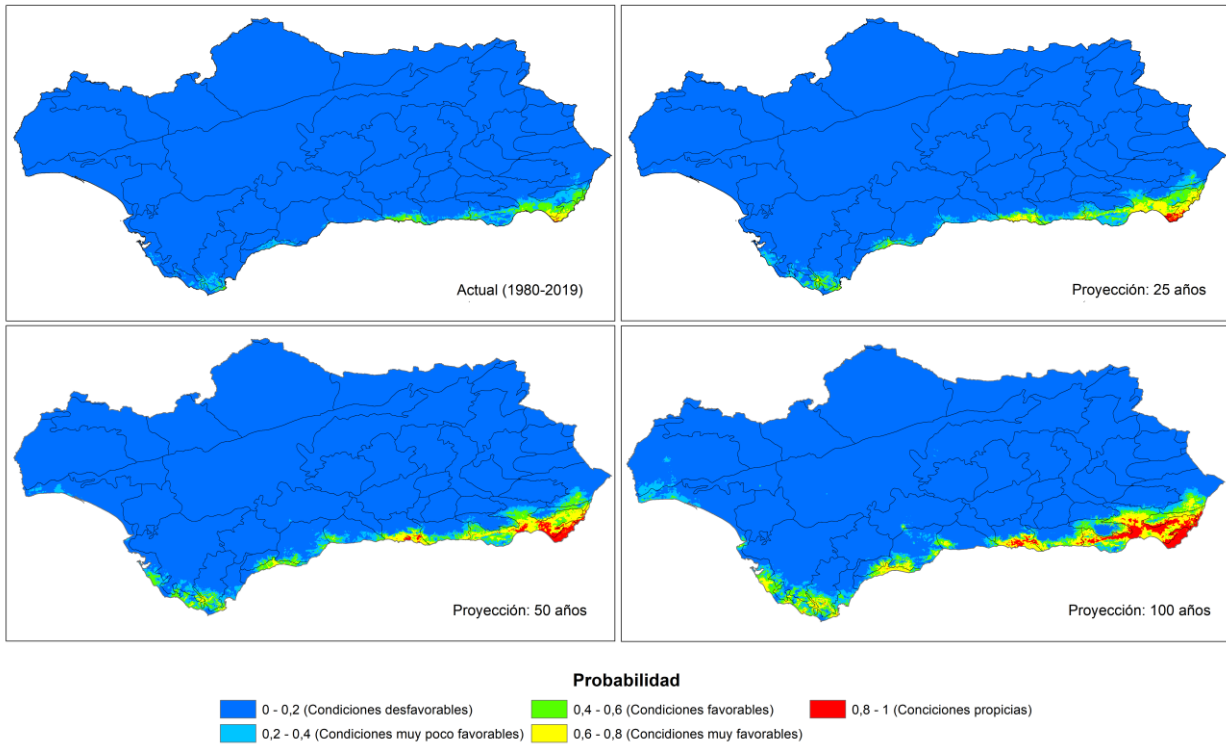 Actual (1980-2019)
Proyección: 25 años
Proyección: 50 años
Proyección: 100 años
Probabilidad
0 - 0,2 (Condiciones desfavorables)
0,4 - 0,6 (Condiciones favorables)
0,8 - 1 (Conciciones propicias)
0,2 - 0,4 (Condiciones muy poco favorables)
0,6 - 0,8 (Concidiones muy favorables)